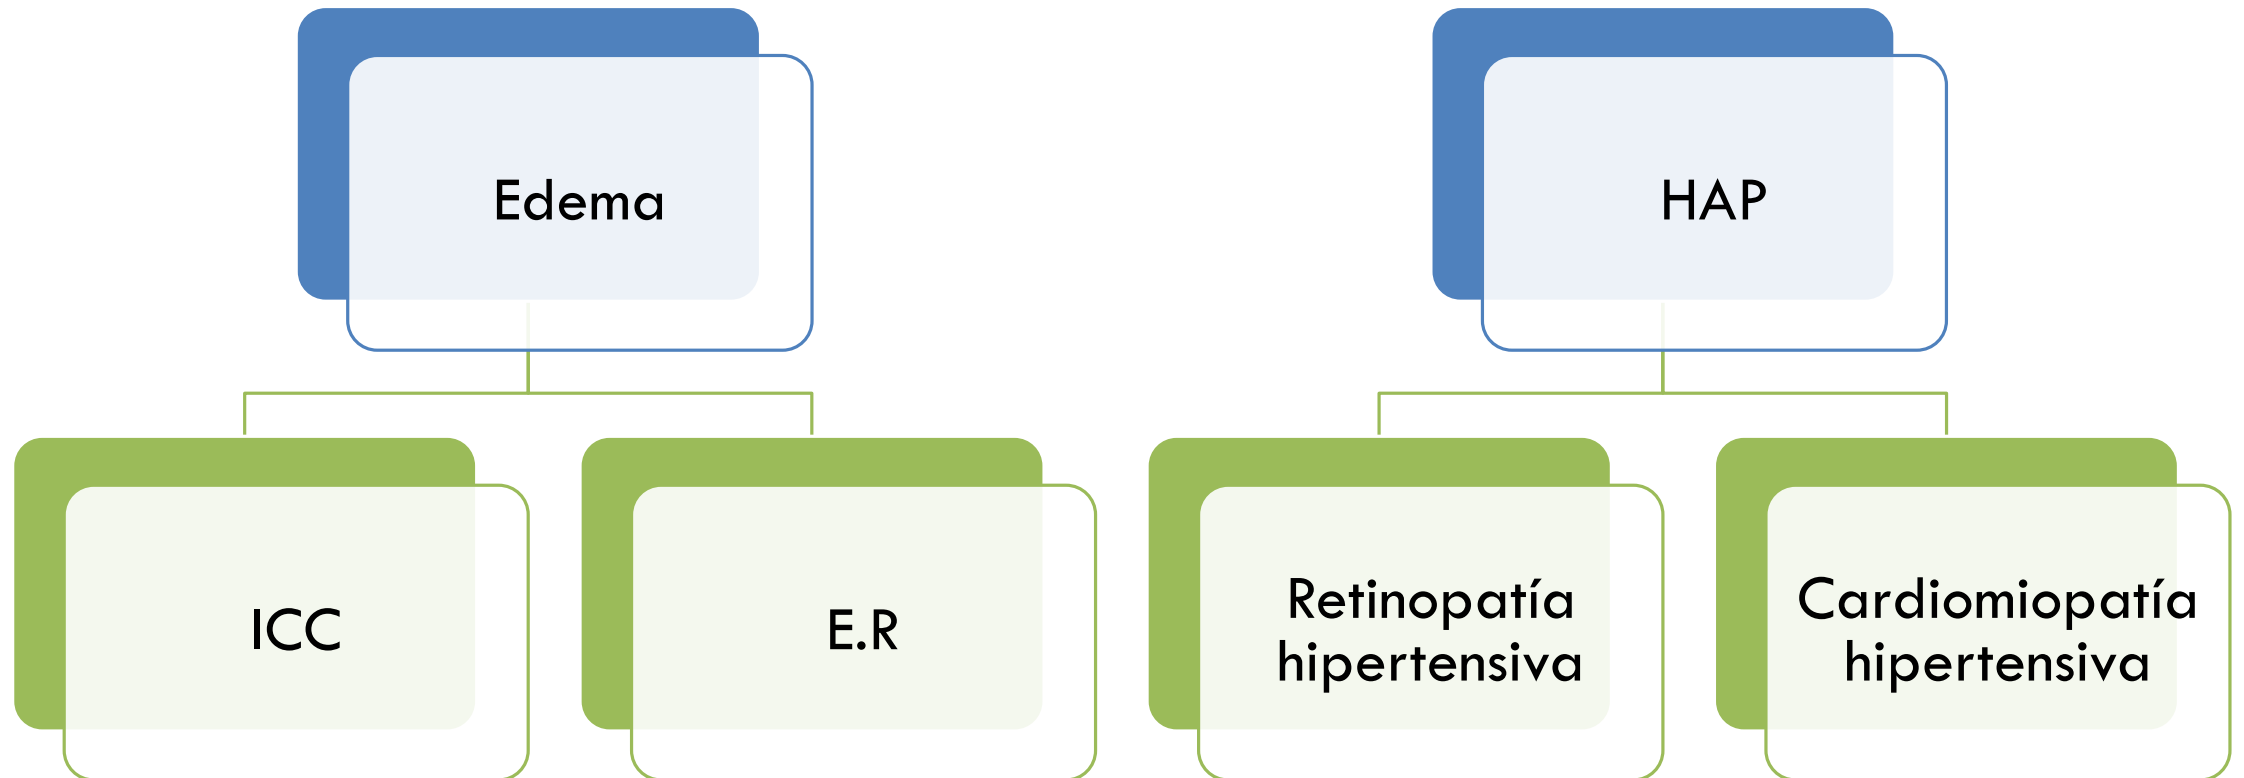 Edema
HAP
ICC
E.R
Retinopatía
hipertensiva
Cardiomiopatía
hipertensiva